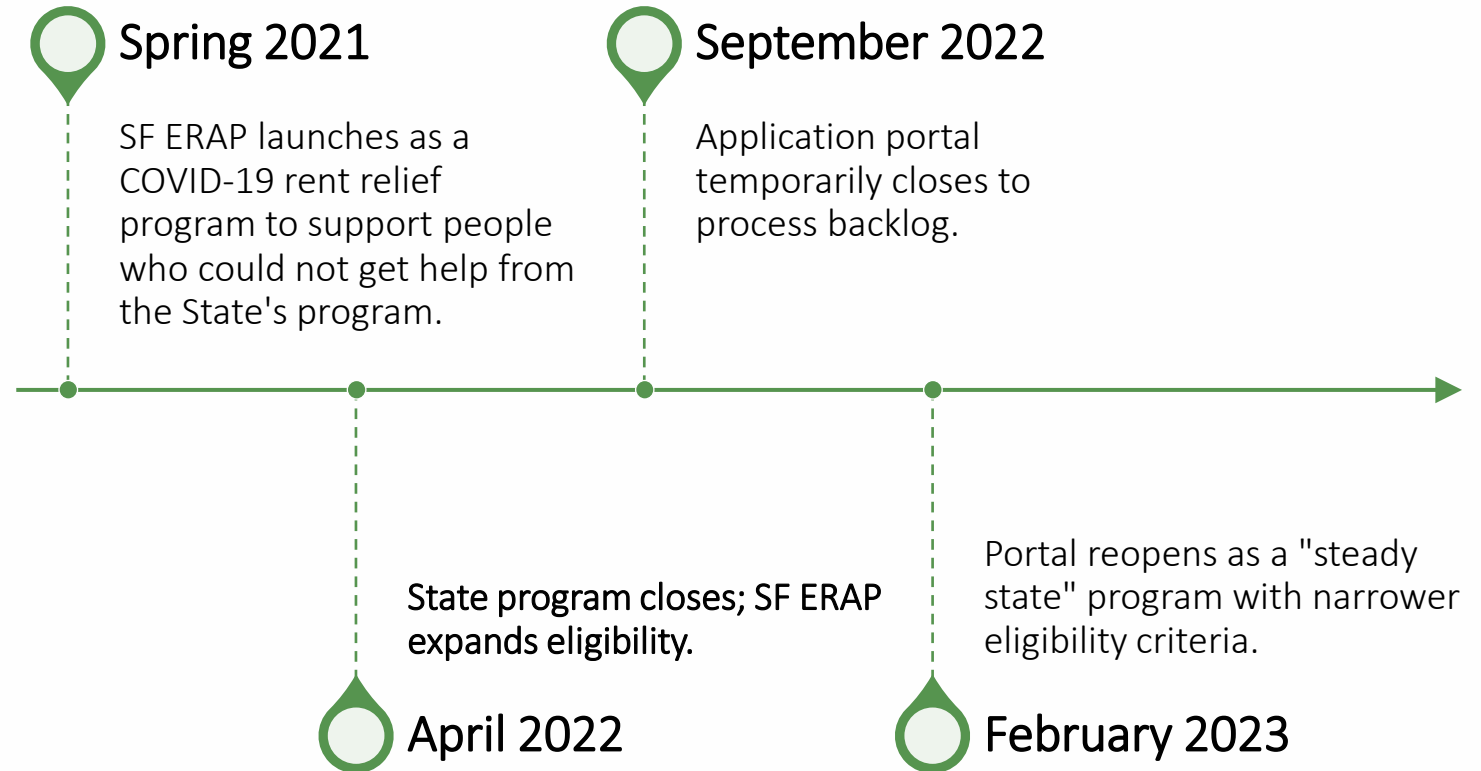 Spring 2021
SF ERAP launches as a
COVID-19 rent relief
program to support people
who could not get help from
the State's program.
September 2022
Application portal
temporarily closes to
process backlog.
State program closes; SF ERAP
expands eligibility.
April 2022
Portal reopens as a "steady
state" program with narrower
eligibility criteria.
February 2023